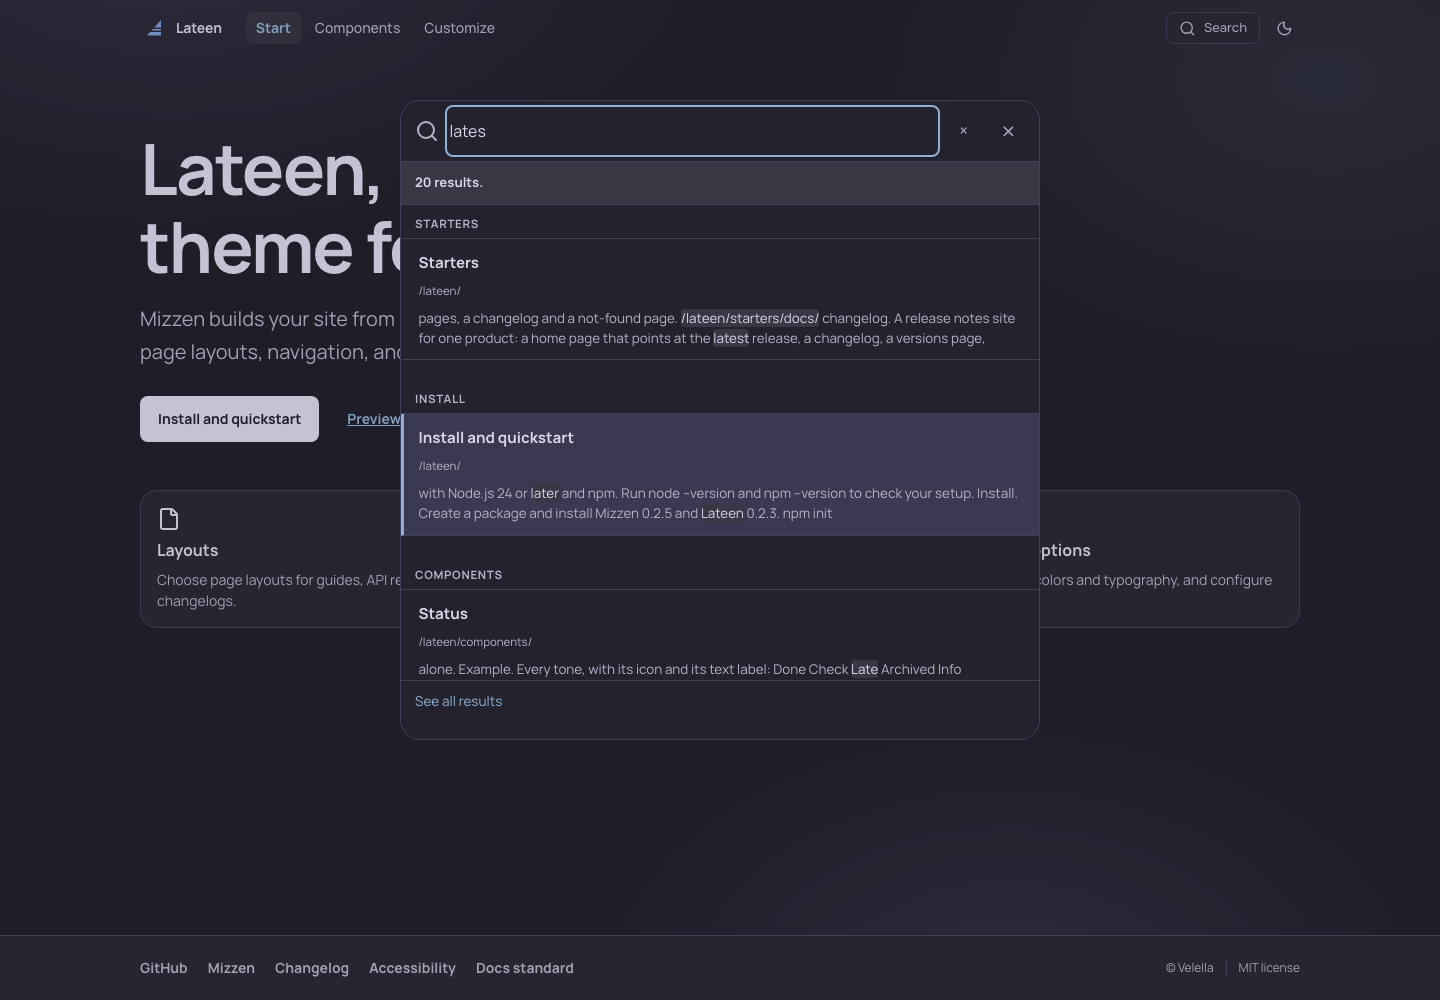 Lateen
Start
Components
Customize
Search
Lateen,
theme fo
Mizzen builds your site from
page layouts, navigation, and
Install and quickstart
Preview
Layouts
Choose page layouts for guides, API re
changelogs.
ptions
colors and typography, and configure
lates
20 results.
STARTERS
Starters
/lateen/
pages, a changelog and a not-found page. /lateen/starters/docs/ changelog. A release notes site
for one product: a home page that points at the latest release, a changelog, a versions page,
INSTALL
Install and quickstart
/lateen/
with Node.js 24 or later and npm. Run node –version and npm –version to check your setup. Install.
Create a package and install Mizzen 0.2.5 and Lateen 0.2.3. npm init
COMPONENTS
Status
/lateen/components/
alone. Example. Every tone, with its icon and its text label: Done Check Late Archived Info
See all results
GitHub
Mizzen
Changelog
Accessibility
Docs standard
© Velella
MIT license